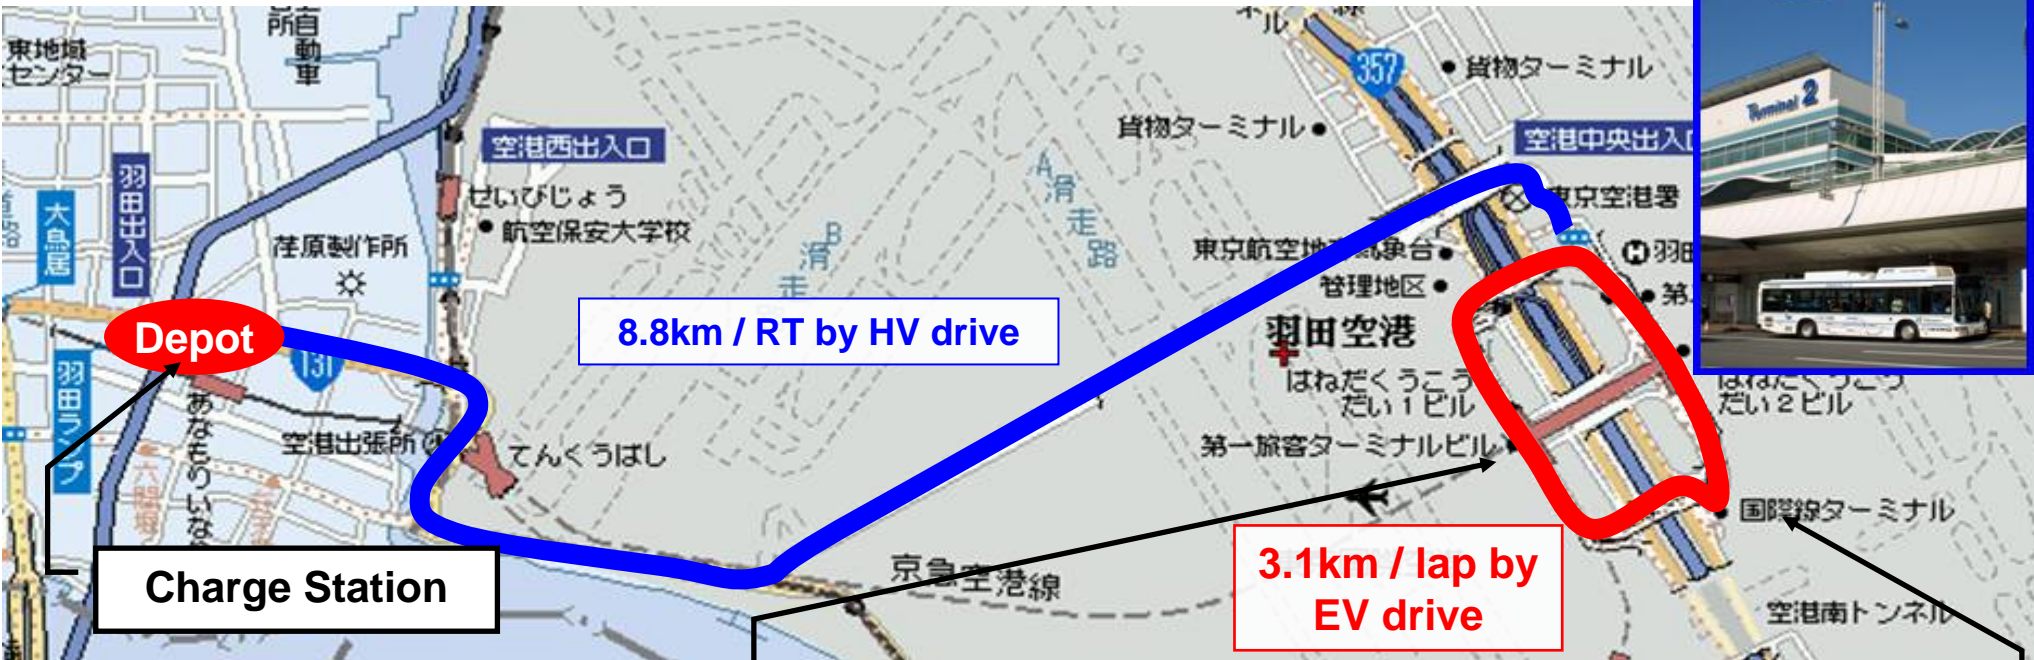 東地域
センター
所自
動
車
羽田出入口
大鳥居
荏原製作所
Depot
131
羽田ランプ
空港出張所
Charge Station
空港西出入口
せいびじょう
航空保安大学校
てんくうばし
8.8km / RT by HV drive
B
滑
走
A
滑
走
路
京急空港線
357
貨物ターミナル
貨物ターミナル
空港中央出入口
東京空港署
管理地区
羽田空港
はねだくうこう
だい1ビル
第一旅客ターミナルビル
はねだくうこう
だい2ビル
国際線ターミナル
3.1km / lap by
EV drive
空港南トンネル
Terminal 2